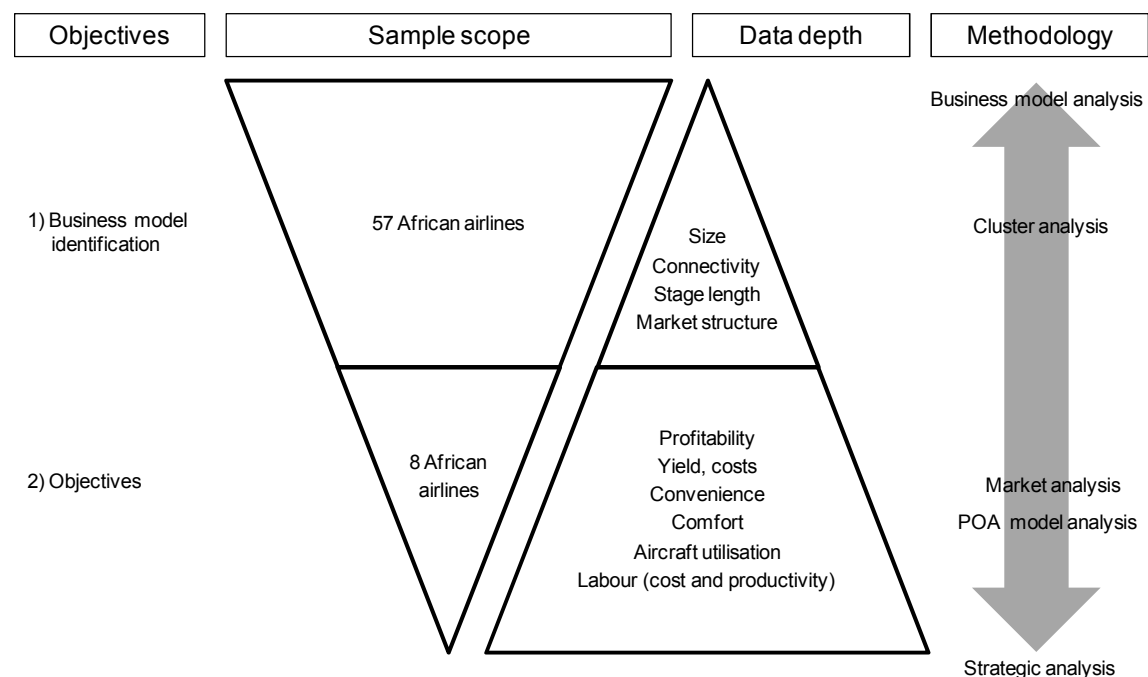 Objectives
Sample scope
Data depth
Methodology
Business model analysis
1) Business model
identification
57 African airlines
Size
Connectivity
Stage length
Market structure
Cluster analysis
2) Objectives
8 African
airlines
Profitability
Yield, costs
Convenience
Comfort
Aircraft utilisation
Labour (cost and productivity)
Market analysis
POA model analysis
Strategic analysis